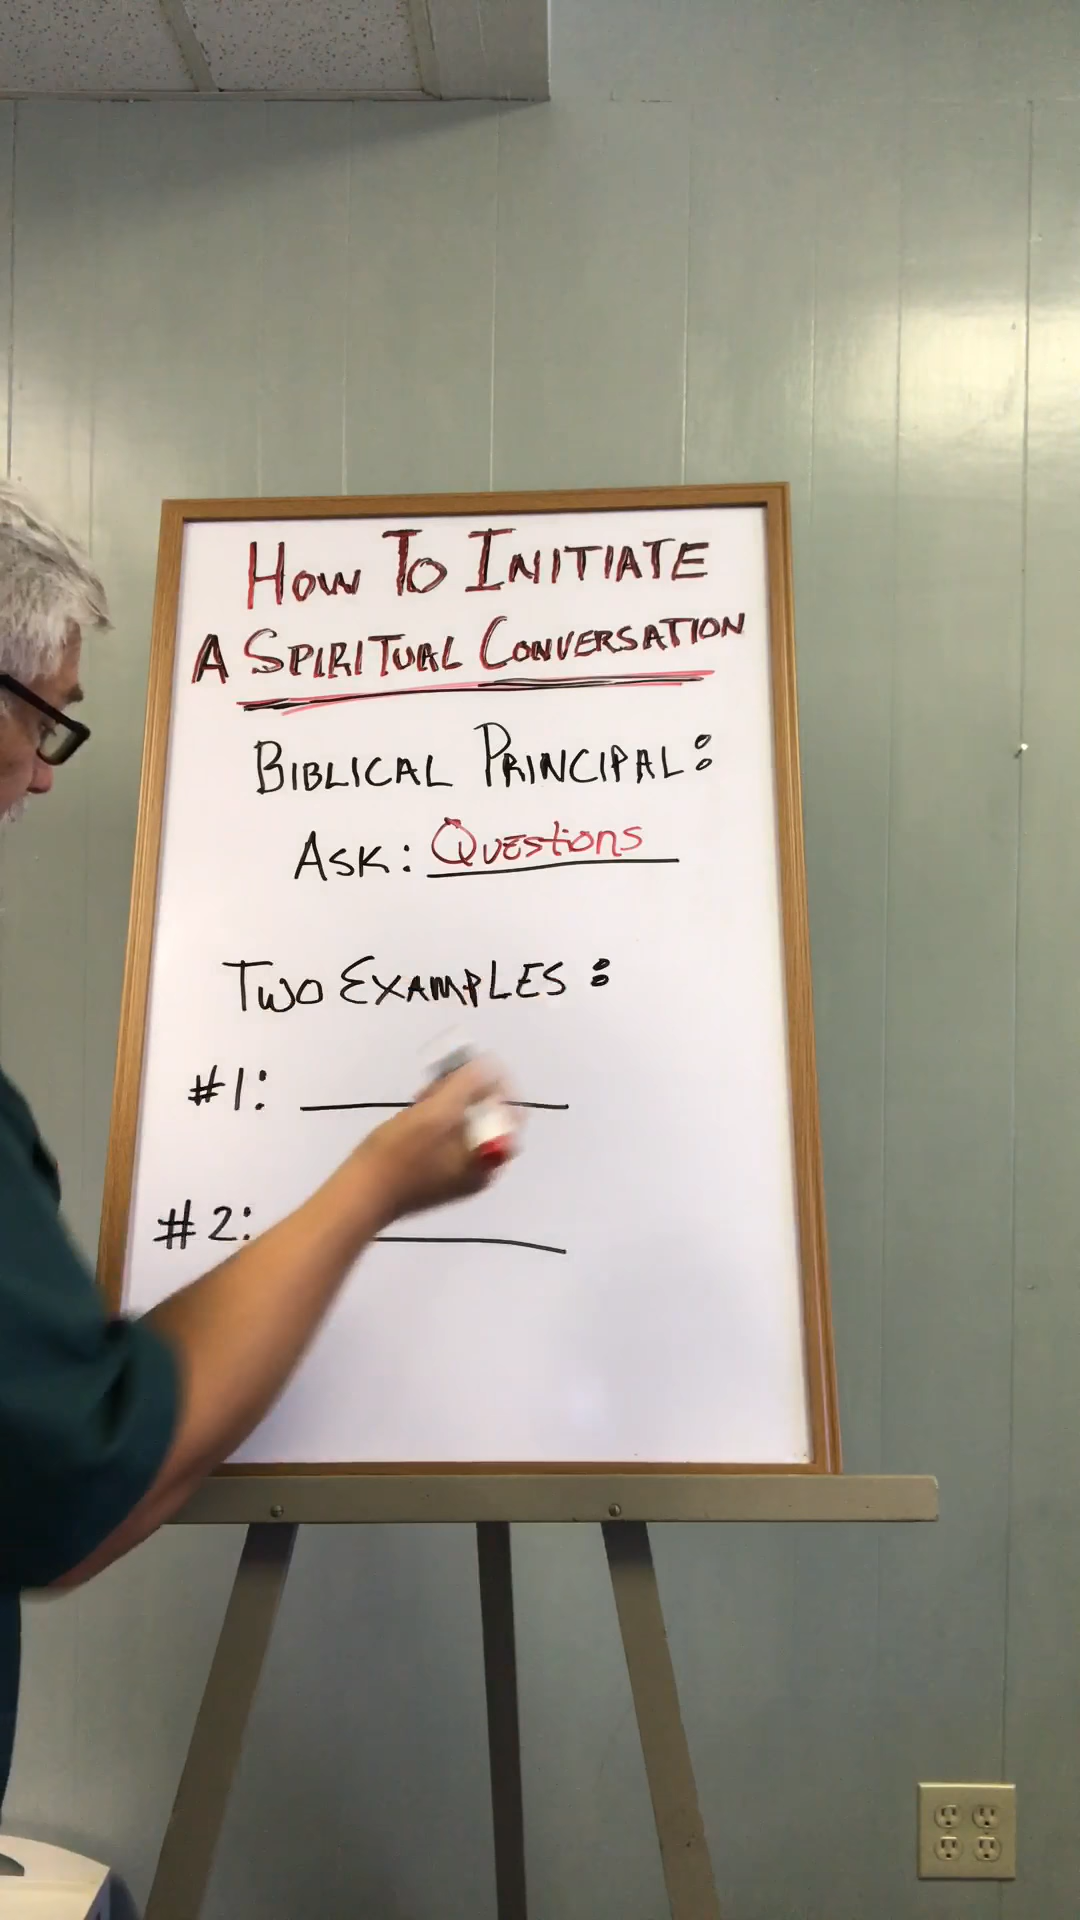 How To INITIATE
A SPIRITUAL CONVERSATION
BIBLICAL PRINCIPAL:
ASK: QUEStions
TWO EXAMPLES:
#1:
#2: